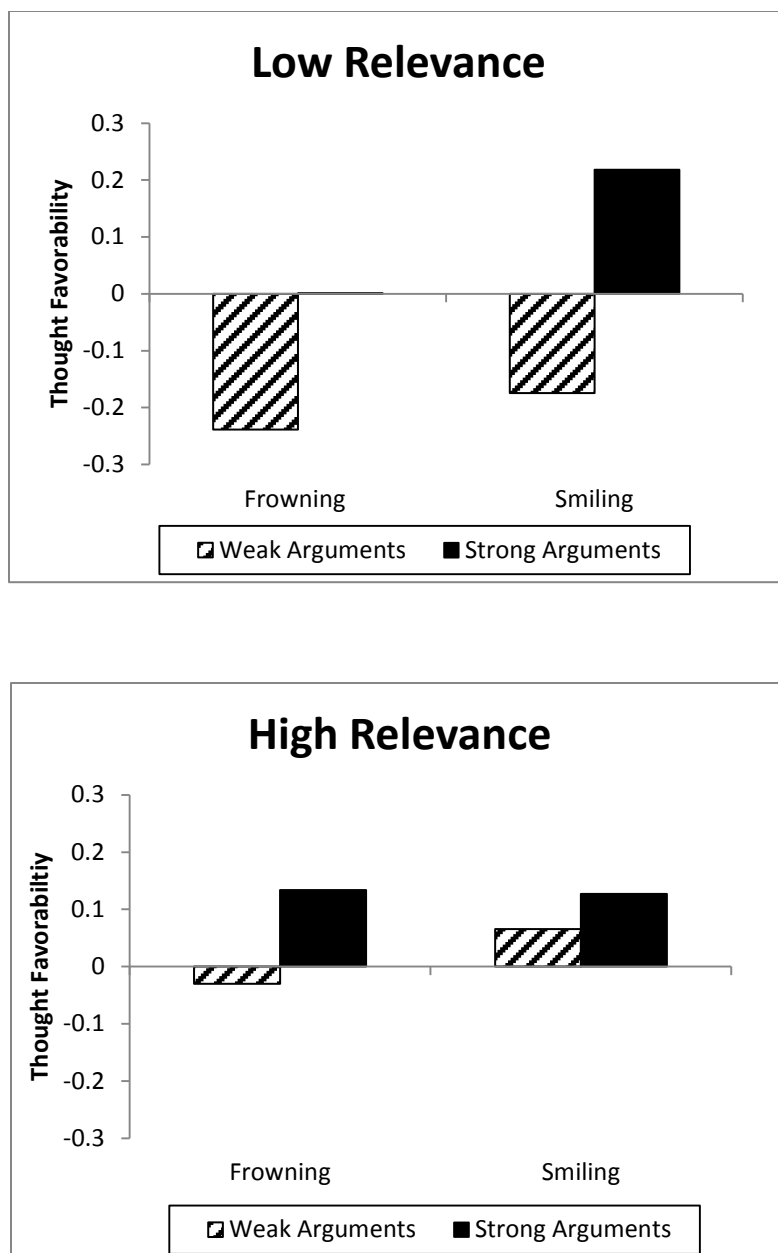 Low Relevance
Thought Favorability
0.3
0.2
0.1
0
-0.1
-0.2
-0.3
Frowning Smiling
Weak Arguments Strong Arguments
High Relevance
Thought Favorabiltiy
0.3
0.2
0.1
0
-0.1
-0.2
-0.3
Frowning Smiling
Weak Arguments Strong Arguments